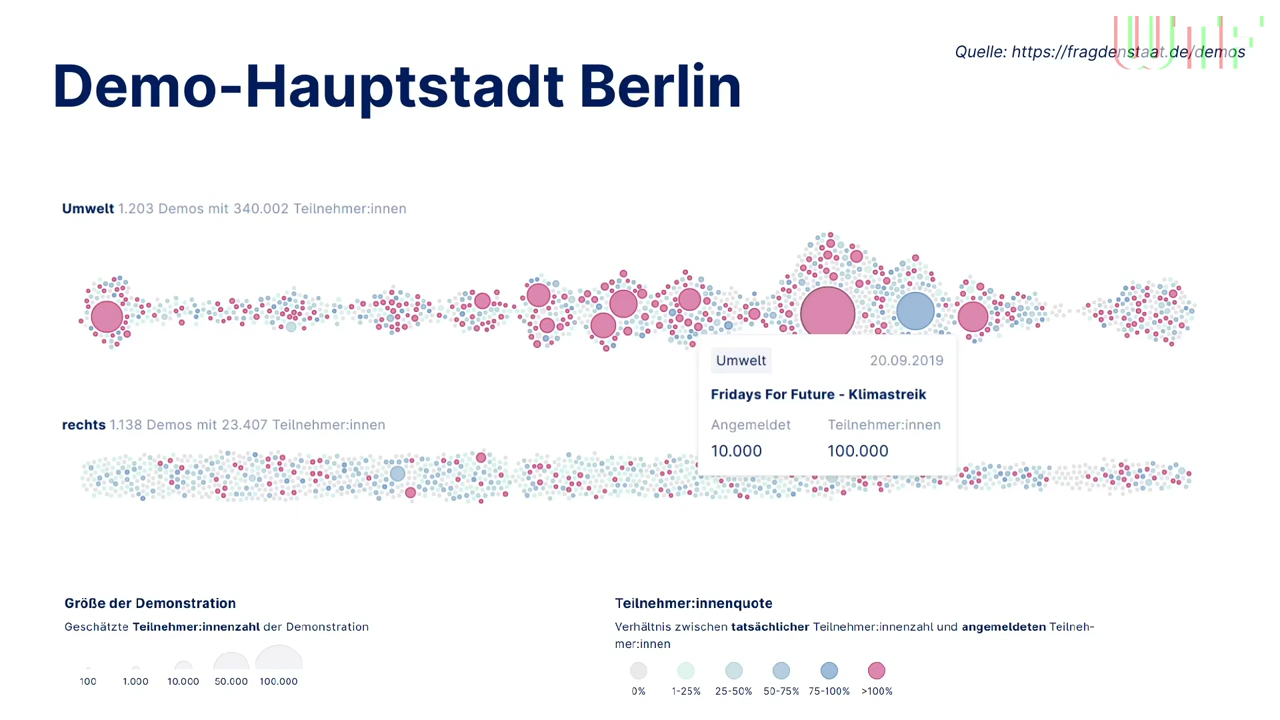 Quelle: https://fragdenstaat.de/demos
Demo-Hauptstadt Berlin
Umwelt 1.203 Demos mit 340.002 Teilnehmer:innen
Umwelt 20.09.2019
Fridays For Future - Klimastreik
Angemeldet Teilnehmer:innen
10.000 100.000
rechts 1.138 Demos mit 23.407 Teilnehmer:innen
Größe der Demonstration
Geschätzte Teilnehmer:innenzahl der Demonstration
100 1.000 10.000 50.000 100.000
Teilnehmer:innenquote
Verhältnis zwischen tatsächlicher Teilnehmer:innenzahl und angemeldeten Teilneh-
mer:innen
0% 1-25% 25-50% 50-75% 75-100% >100%